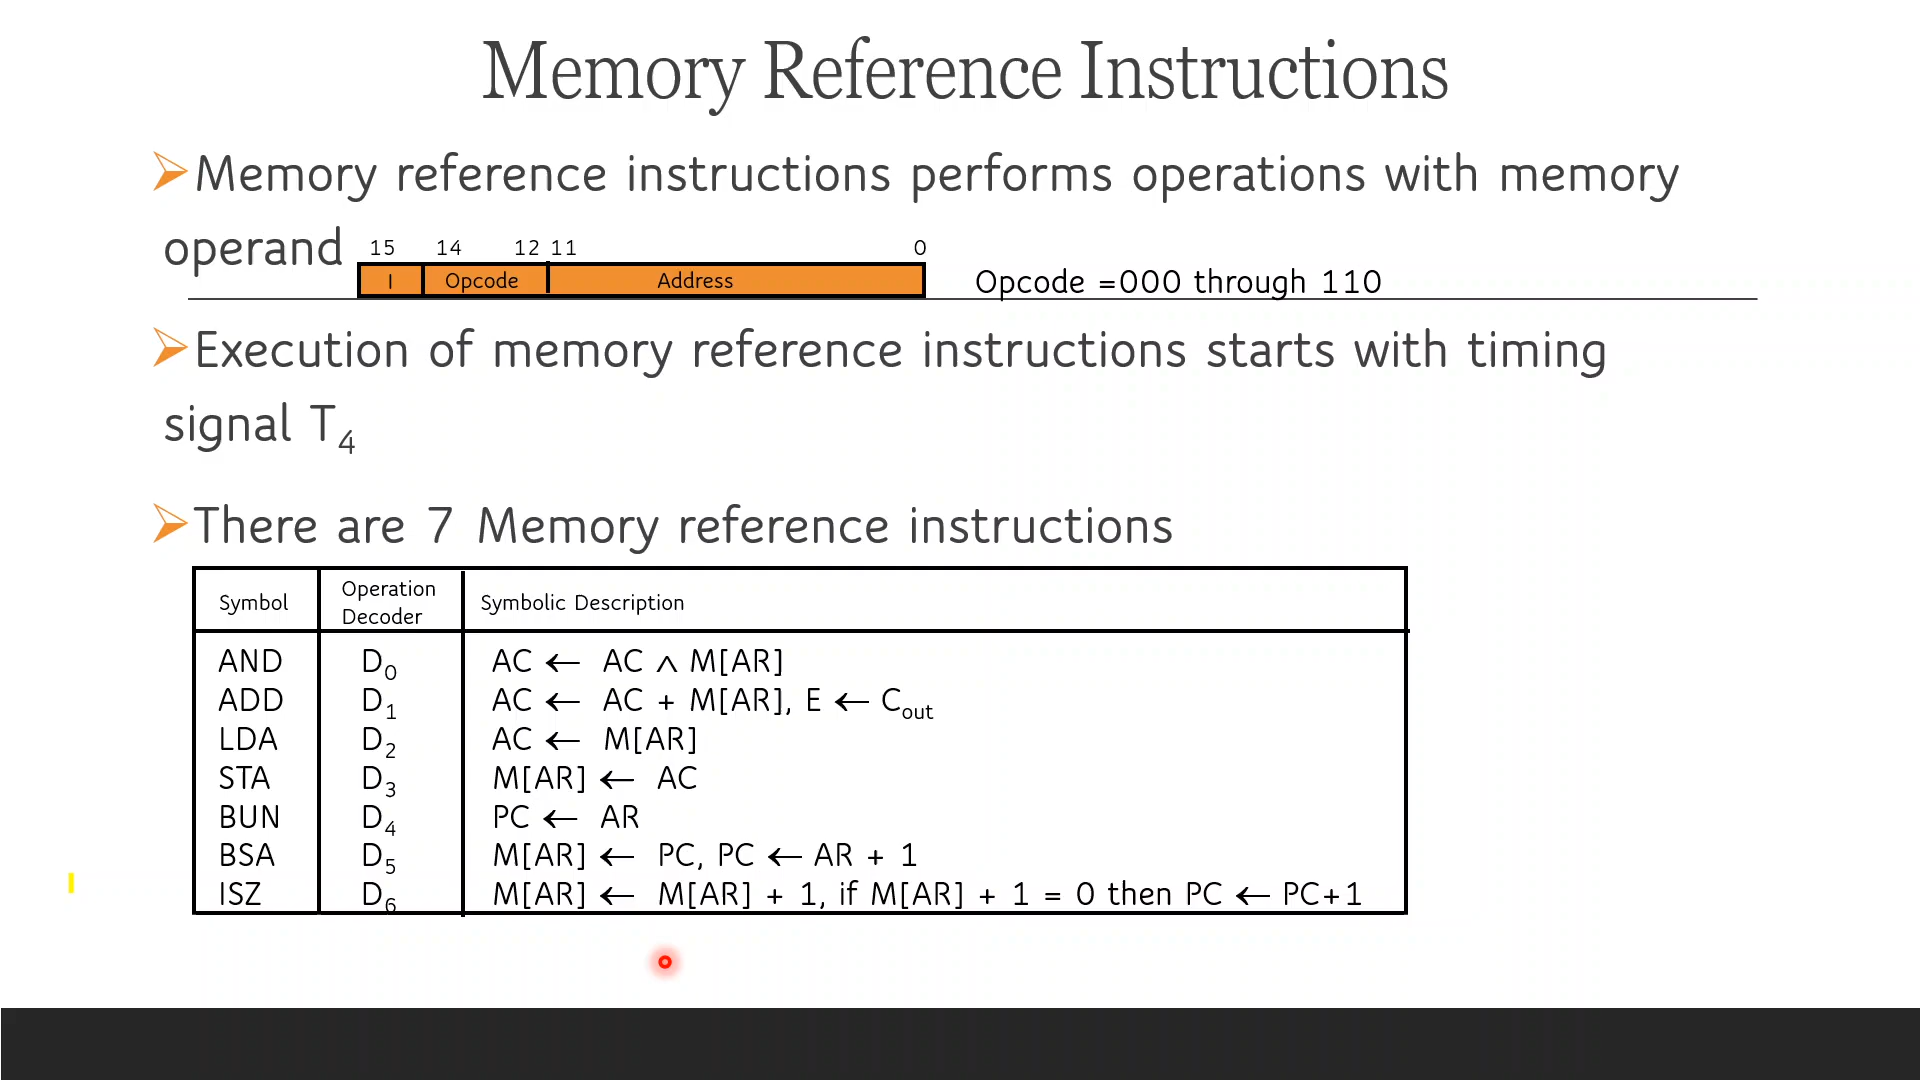 Memory Reference Instructions
Memory reference instructions performs operations with memory
operand
15 14 12 11 0
I Opcode Address
Opcode =000 through 110
Execution of memory reference instructions starts with timing
signal T₄
There are 7 Memory reference instructions
Symbol Operation Decoder Symbolic Description
AND D₀ AC ← AC ∧ M[AR]
ADD D₁ AC ← AC + M[AR], E ← Cout
LDA D₂ AC ← M[AR]
STA D₃ M[AR] ← AC
BUN D₄ PC ← AR
BSA D₅ M[AR] ← PC, PC ← AR + 1
ISZ D₆ M[AR] ← M[AR] + 1, if M[AR] + 1 = 0 then PC ← PC+1